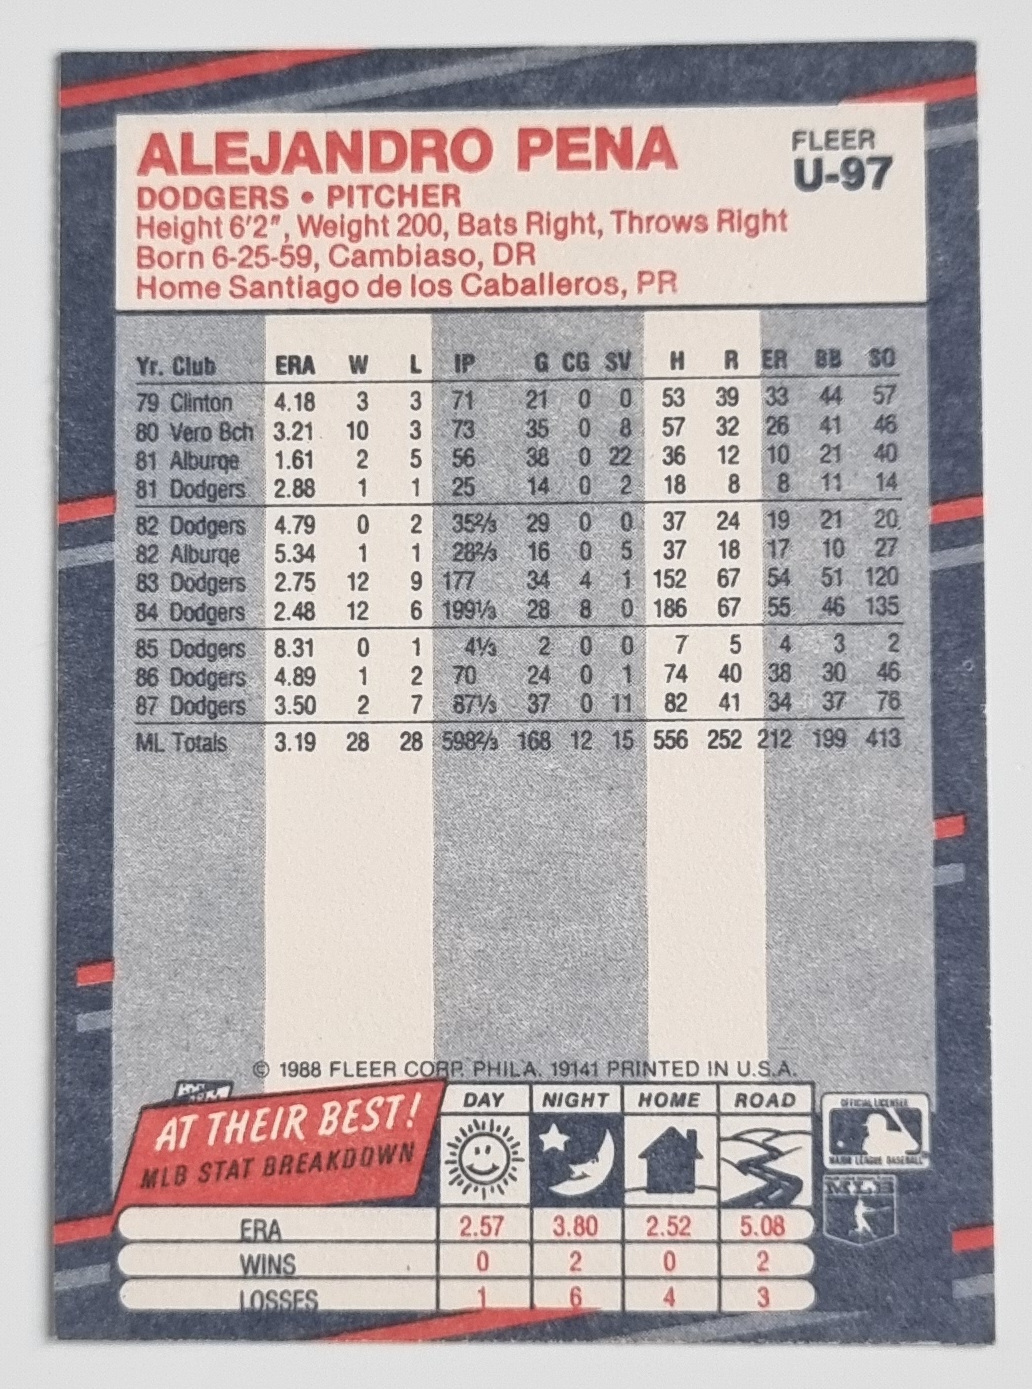 ALEJANDRO PENA
FLEER
U-97
DODGERS • PITCHER
Height 6'2", Weight 200, Bats Right, Throws Right
Born 6-25-59, Cambiaso, DR
Home Santiago de los Caballeros, PR
Yr. Club ERA W L IP G CG SV H R ER BB SO
79 Clinton 4.18 3 3 71 21 0 0 53 39 33 44 57
80 Vero Bch 3.21 10 3 73 35 0 8 57 32 26 41 46
81 Alburqe 1.61 2 5 56 38 0 22 36 12 10 21 40
81 Dodgers 2.88 1 1 25 14 0 2 18 8 8 11 14
82 Dodgers 4.79 0 2 35⅔ 29 0 0 37 24 19 21 20
82 Alburqe 5.34 1 1 28⅔ 16 0 5 37 18 17 10 27
83 Dodgers 2.75 12 9 177 34 4 1 152 67 54 51 120
84 Dodgers 2.48 12 6 199⅓ 28 8 0 186 67 55 46 135
85 Dodgers 8.31 0 1 4⅓ 2 0 0 7 5 4 3 2
86 Dodgers 4.89 1 2 70 24 0 1 74 40 38 30 46
87 Dodgers 3.50 2 7 87⅓ 37 0 11 82 41 34 37 76
ML Totals 3.19 28 28 598⅔ 168 12 15 556 252 212 199 413
© 1988 FLEER CORP. PHILA. 19141 PRINTED IN U.S.A.
AT THEIR BEST!
MLB STAT BREAKDOWN
DAY NIGHT HOME ROAD
OFFICIAL LICENSEE
MAJOR LEAGUE BASEBALL
MLB
ERA 2.57 3.80 2.52 5.08
WINS 0 2 0 2
LOSSES 1 6 4 3